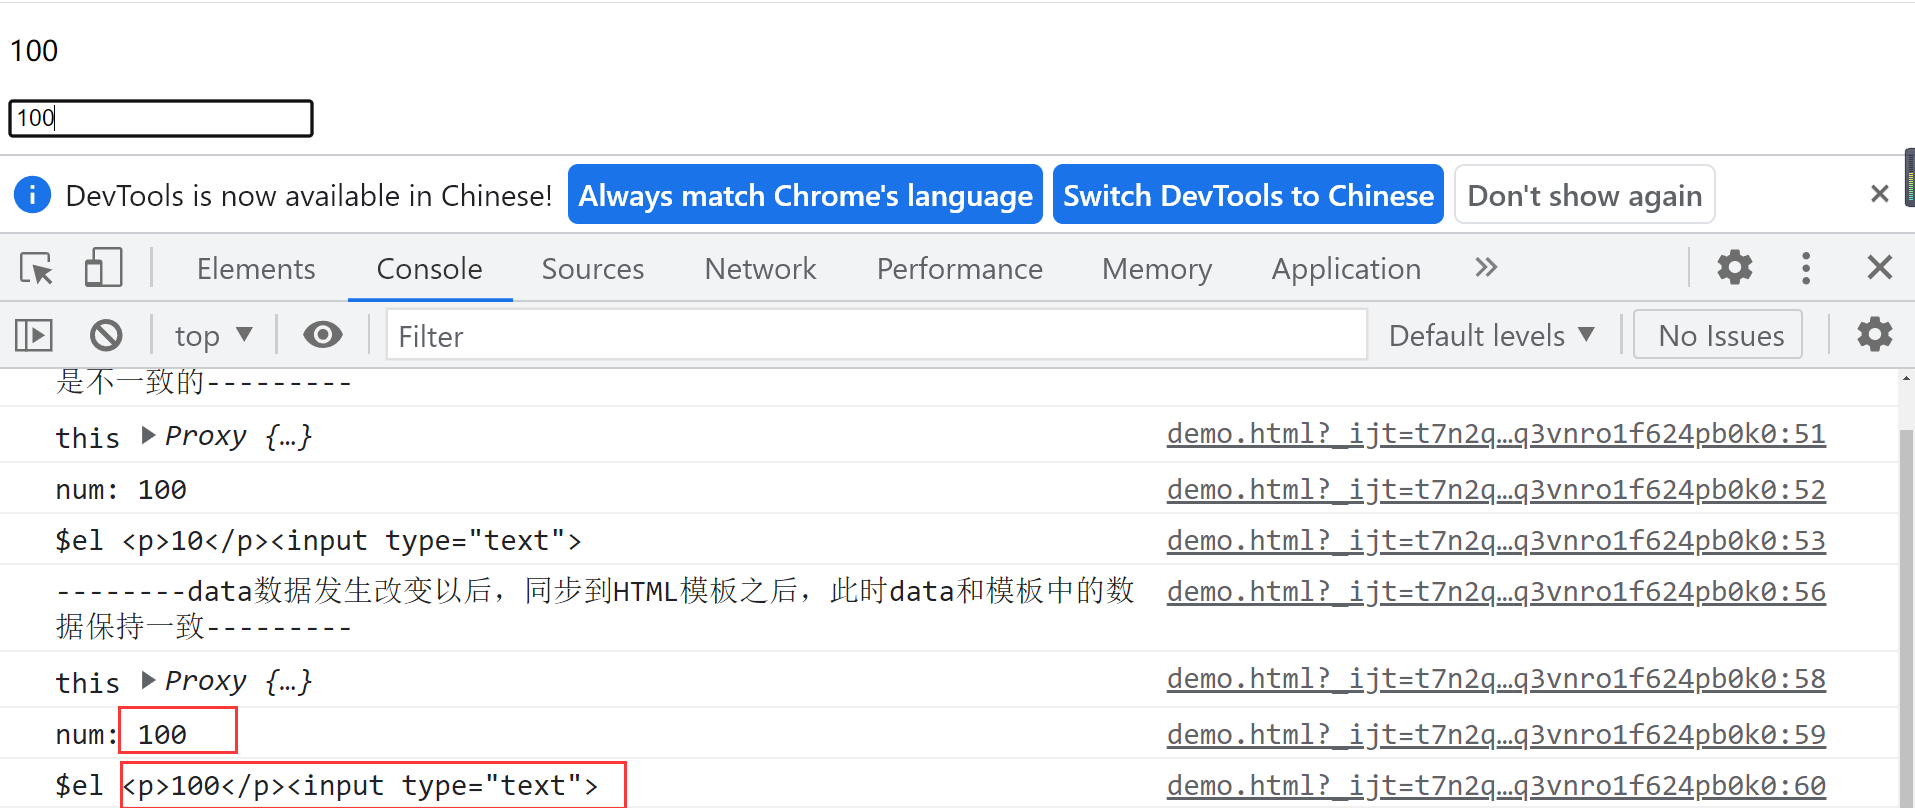 100
100
DevTools is now available in Chinese! Always match Chrome's language Switch DevTools to Chinese Don't show again
Elements Console Sources Network Performance Memory Application
top Filter Default levels No Issues
是不一致的---------
this Proxy {…} demo.html?_ijt=t7n2q…q3vnro1f624pb0k0:51
num: 100 demo.html?_ijt=t7n2q…q3vnro1f624pb0k0:52
$el <p>10</p><input type="text"> demo.html?_ijt=t7n2q…q3vnro1f624pb0k0:53
--------data数据发生改变以后，同步到HTML模板之后，此时data和模板中的数 demo.html?_ijt=t7n2q…q3vnro1f624pb0k0:56
据保持一致---------
this Proxy {…} demo.html?_ijt=t7n2q…q3vnro1f624pb0k0:58
num: 100 demo.html?_ijt=t7n2q…q3vnro1f624pb0k0:59
$el <p>100</p><input type="text"> demo.html?_ijt=t7n2q…q3vnro1f624pb0k0:60